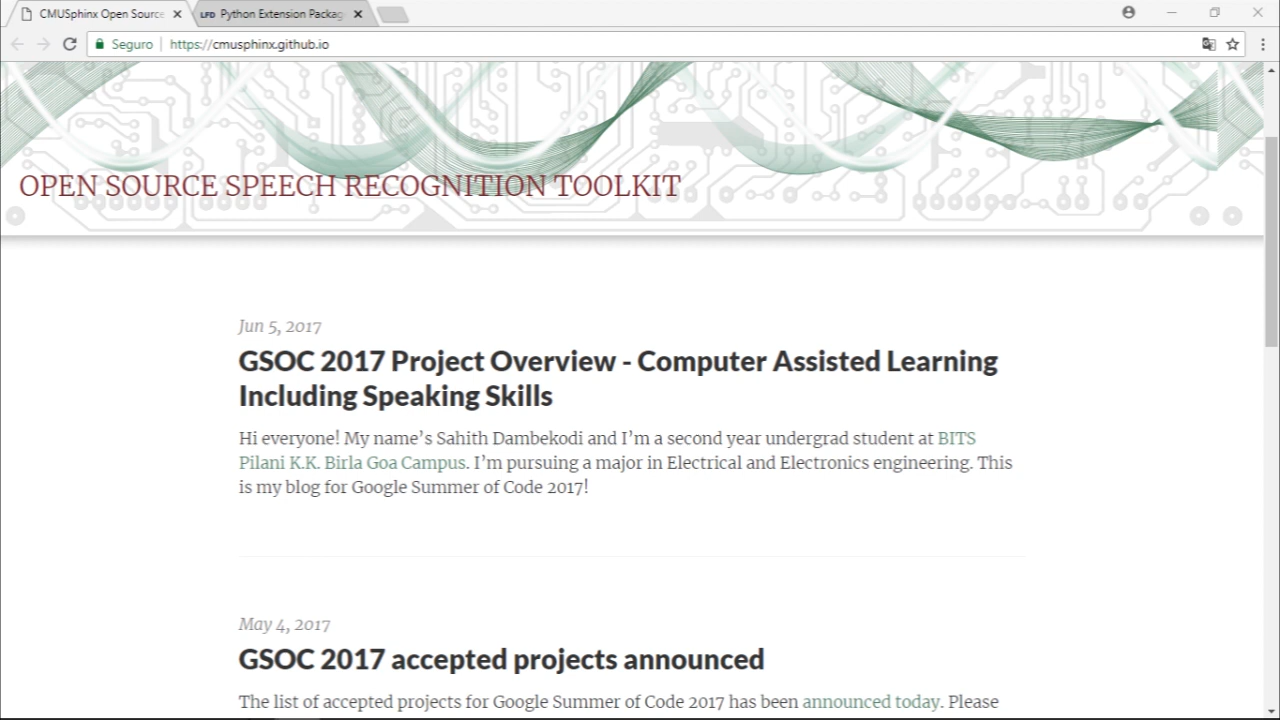 CMUSphinx Open Source
LFD Python Extension Packag
Seguro | https://cmusphinx.github.io
OPEN SOURCE SPEECH RECOGNITION TOOLKIT
Jun 5, 2017
GSOC 2017 Project Overview - Computer Assisted Learning
Including Speaking Skills
Hi everyone! My name’s Sahith Dambekodi and I’m a second year undergrad student at BITS
Pilani K.K. Birla Goa Campus. I’m pursuing a major in Electrical and Electronics engineering. This
is my blog for Google Summer of Code 2017!
May 4, 2017
GSOC 2017 accepted projects announced
The list of accepted projects for Google Summer of Code 2017 has been announced today. Please